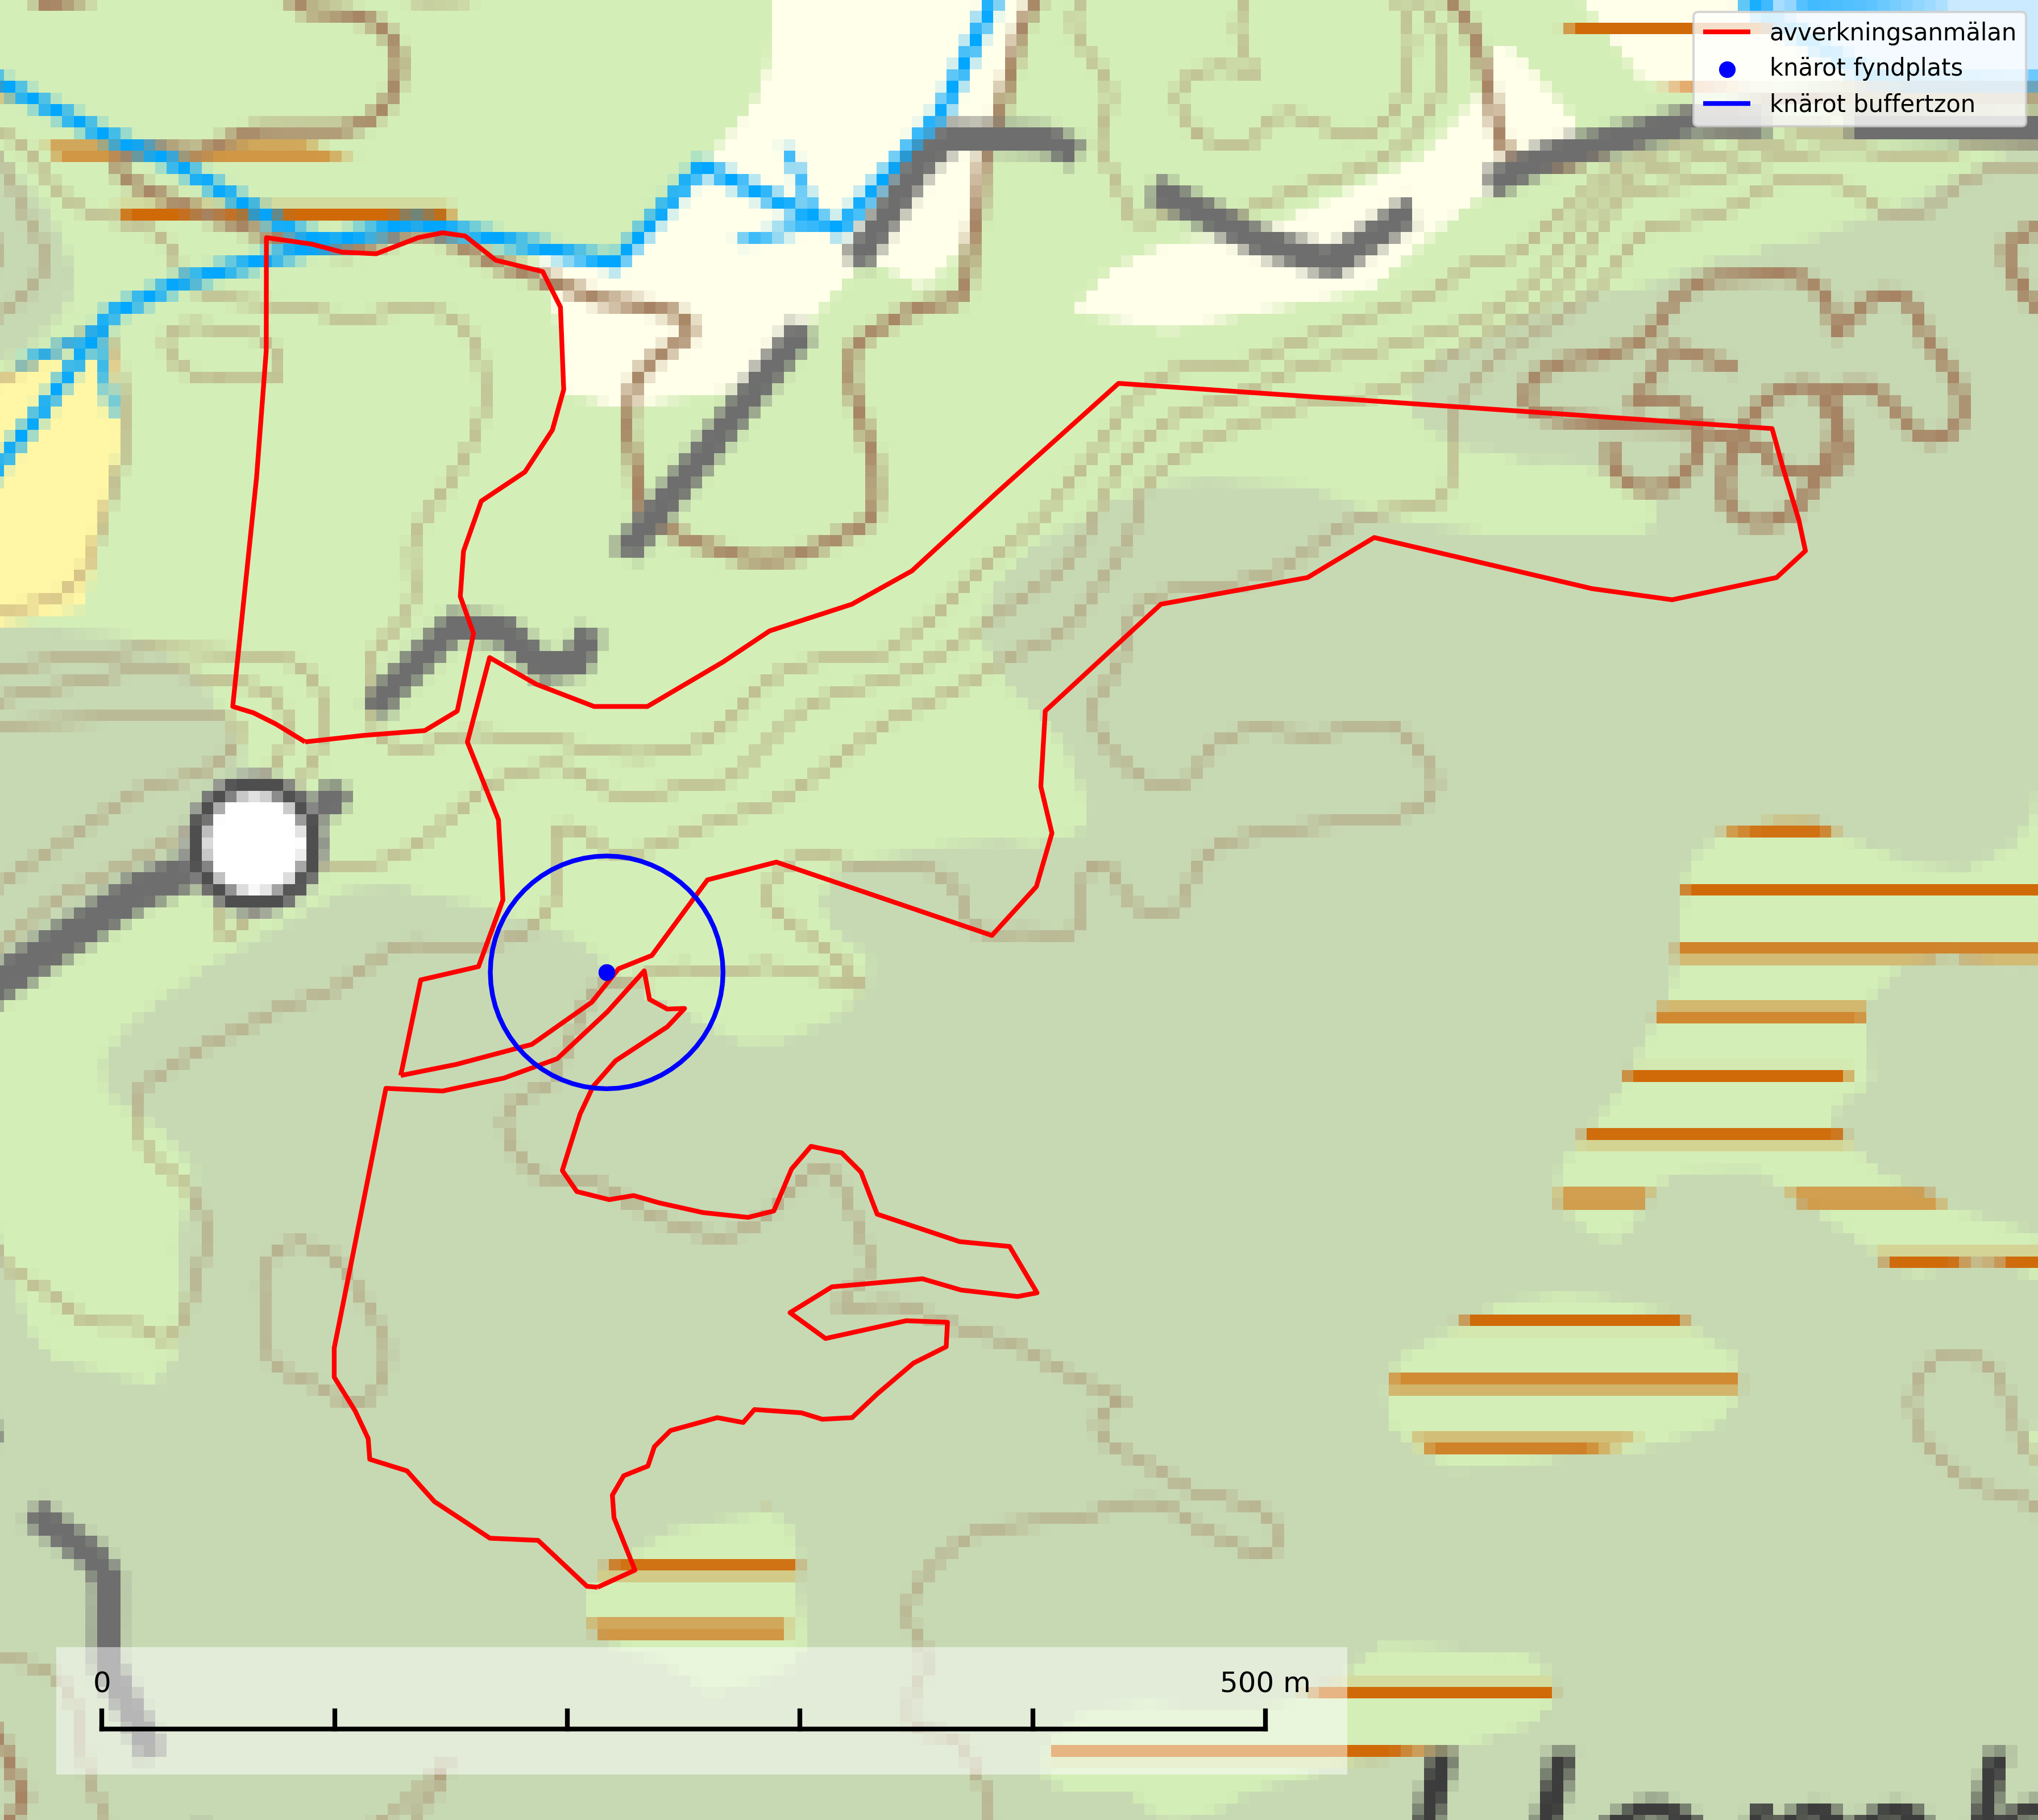 avverkningsanmälan
knärot fyndplats
knärot buffertzon
0 500 m